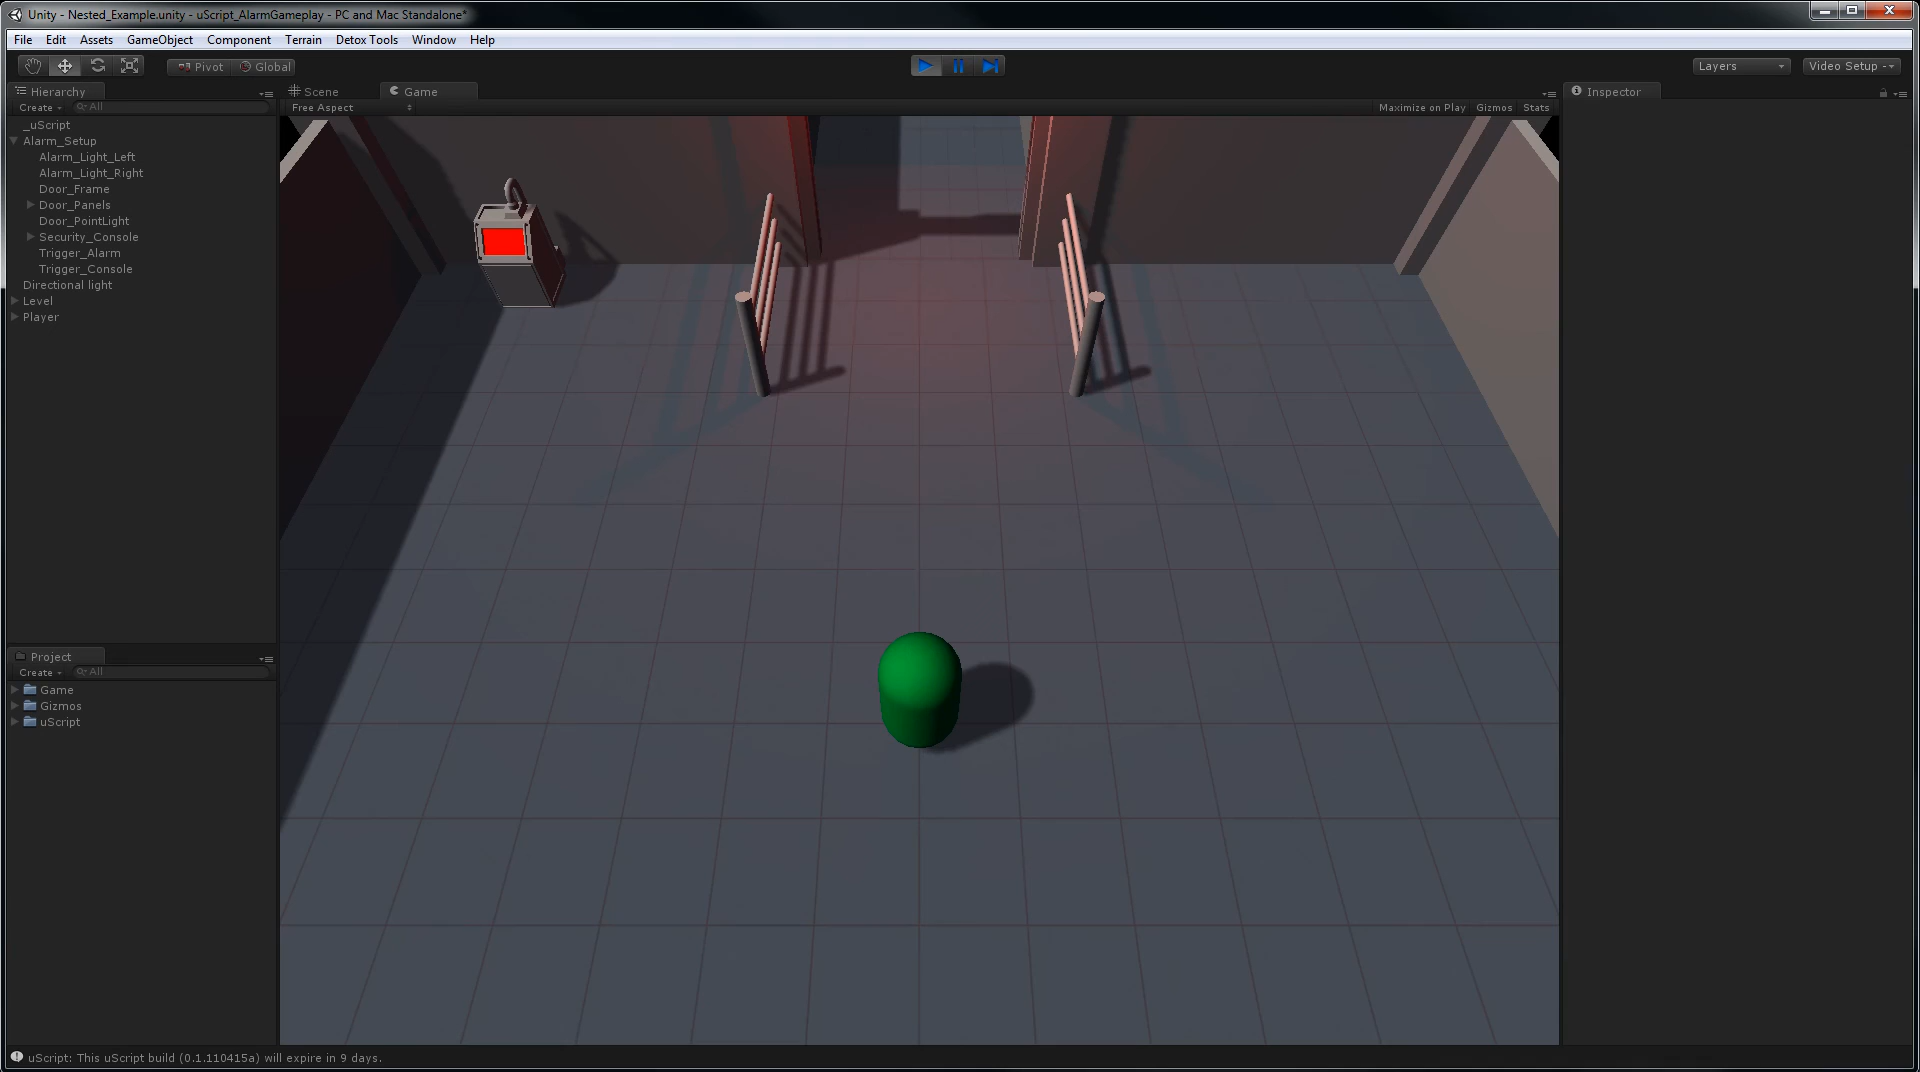 Unity - Nested_Example.unity - uScript_AlarmGameplay - PC and Mac Standalone*
File Edit Assets GameObject Component Terrain Detox Tools Window Help
Pivot Global Layers Video Setup
Hierarchy Scene Game Inspector
Create All Free Aspect Maximize on Play Gizmos Stats
_uScript
Alarm_Setup
Alarm_Light_Left
Alarm_Light_Right
Door_Frame
Door_Panels
Door_PointLight
Security_Console
Trigger_Alarm
Trigger_Console
Directional light
Level
Player
Project
Create All
Game
Gizmos
uScript
uScript: This uScript build (0.1.110415a) will expire in 9 days.